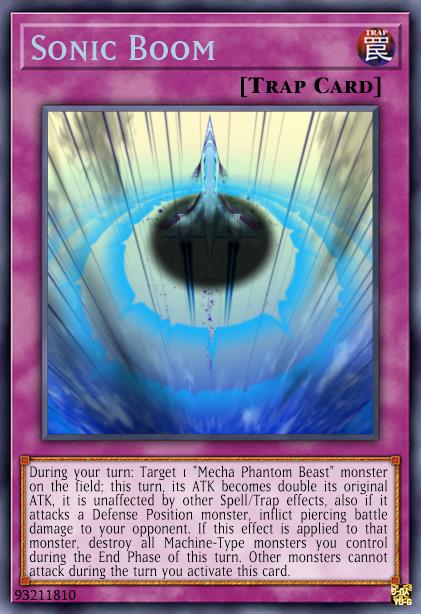 Sonic Boom
TRAP
罠
[Trap Card]
During your turn: Target 1 "Mecha Phantom Beast" monster
on the field; this turn, its ATK becomes double its original
ATK, it is unaffected by other Spell/Trap effects, also if it
attacks a Defense Position monster, inflict piercing battle
damage to your opponent. If this effect is applied to that
monster, destroy all Machine-Type monsters you control
during the End Phase of this turn. Other monsters cannot
attack during the turn you activate this card.
93211810